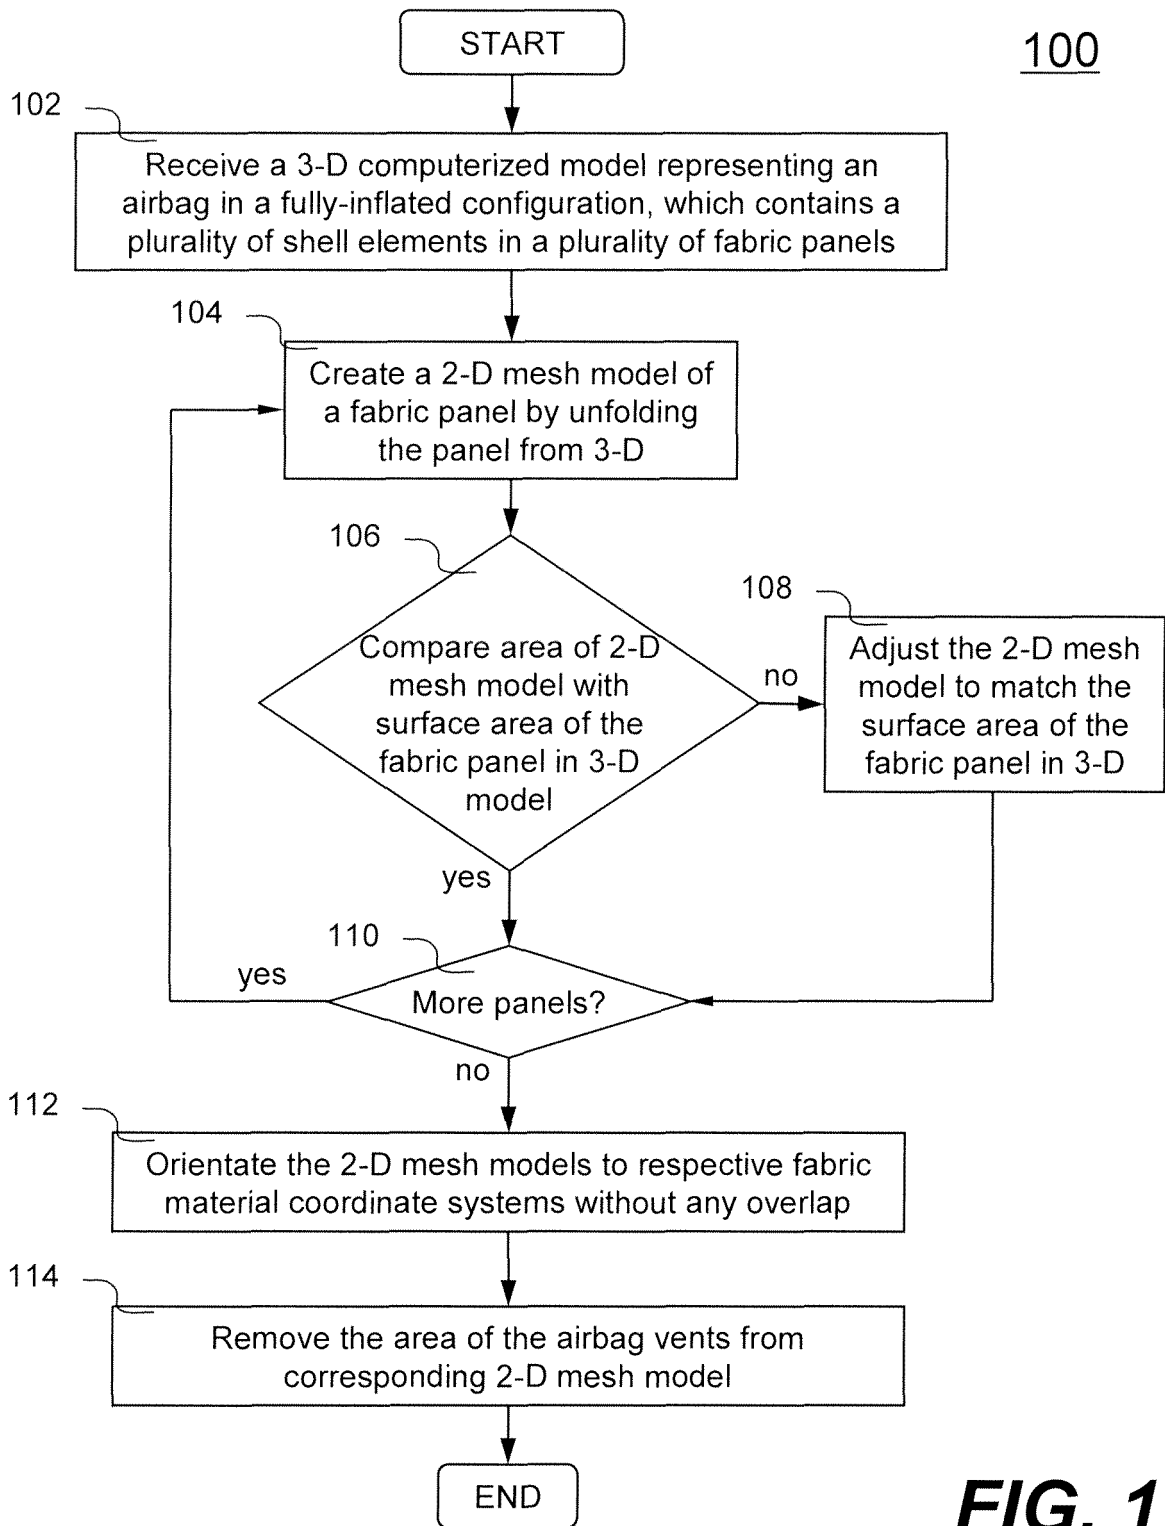 START
100
102
Receive a 3-D computerized model representing an
airbag in a fully-inflated configuration, which contains a
plurality of shell elements in a plurality of fabric panels
104
Create a 2-D mesh model of
a fabric panel by unfolding
the panel from 3-D
106
Compare area of 2-D
mesh model with
surface area of the
fabric panel in 3-D
model
no
108
Adjust the 2-D mesh
model to match the
surface area of the
fabric panel in 3-D
yes
110
More panels?
yes
no
112
Orientate the 2-D mesh models to respective fabric
material coordinate systems without any overlap
114
Remove the area of the airbag vents from
corresponding 2-D mesh model
END
FIG. 1